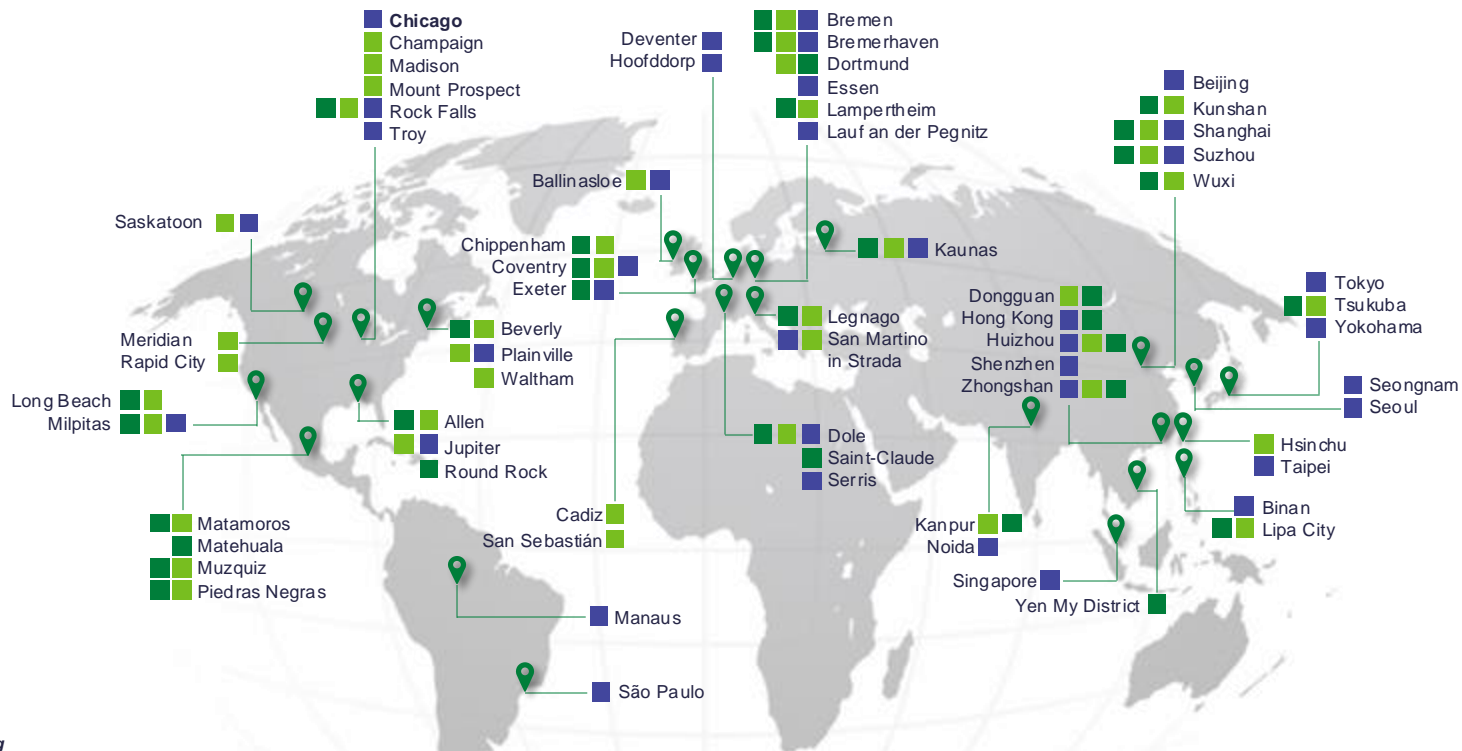 Chicago
Champaign
Madison
Mount Prospect
Rock Falls
Troy
Deventer
Hoofddorp
Bremen
Bremerhaven
Dortmund
Essen
Lampertheim
Lauf an der Pegnitz
Beijing
Kunshan
Shanghai
Suzhou
Wuxi
Ballinasloe
Saskatoon
Chippenham
Coventry
Exeter
Kaunas
Tokyo
Tsukuba
Yokohama
Dongguan
Hong Kong
Huizhou
Shenzhen
Zhongshan
Legnago
San Martino
in Strada
Beverly
Plainville
Waltham
Meridian
Rapid City
Long Beach
Milpitas
Seongnam
Seoul
Allen
Jupiter
Round Rock
Dole
Saint-Claude
Serris
Hsinchu
Taipei
Binan
Lipa City
Cadiz
San Sebastián
Kanpur
Noida
Matamoros
Matehuala
Muzquiz
Piedras Negras
Singapore
Yen My District
Manaus
São Paulo